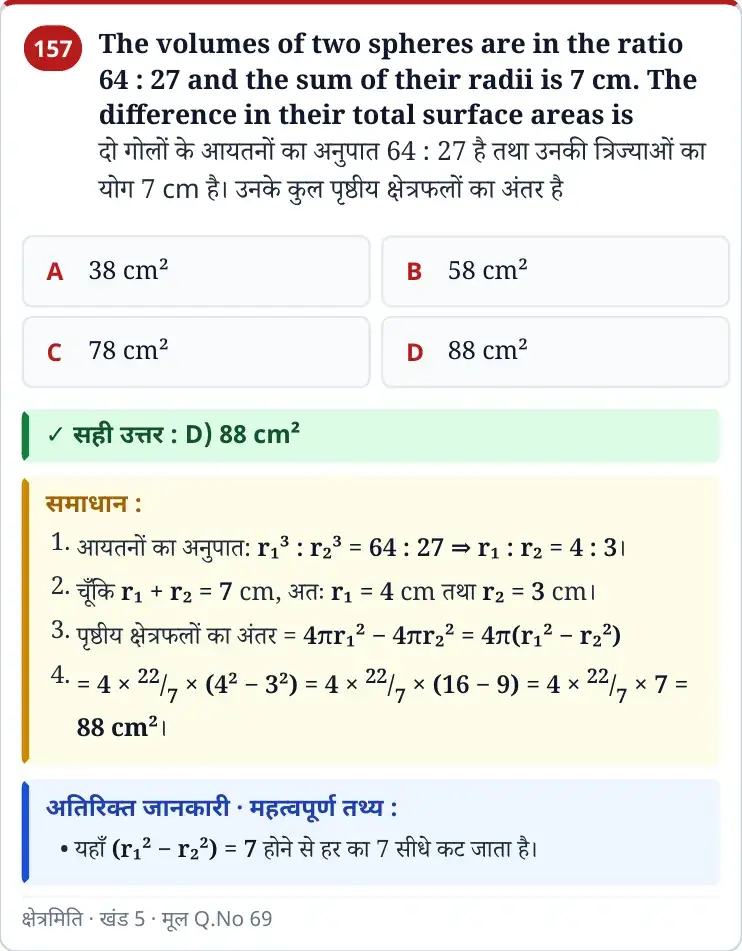 157
The volumes of two spheres are in the ratio
64 : 27 and the sum of their radii is 7 cm. The
difference in their total surface areas is
दो गोलों के आयतनों का अनुपात 64 : 27 है तथा उनकी त्रिज्याओं का
योग 7 cm है। उनके कुल पृष्ठीय क्षेत्रफलों का अंतर है
A 38 cm²
B 58 cm²
C 78 cm²
D 88 cm²
✓ सही उत्तर : D) 88 cm²
समाधान :
1. आयतनों का अनुपात: r₁³ : r₂³ = 64 : 27 ⇒ r₁ : r₂ = 4 : 3।
2. चूँकि r₁ + r₂ = 7 cm, अतः r₁ = 4 cm तथा r₂ = 3 cm।
3. पृष्ठीय क्षेत्रफलों का अंतर = 4πr₁² − 4πr₂² = 4π(r₁² − r₂²)
4. = 4 × ²²/₇ × (4² − 3²) = 4 × ²²/₇ × (16 − 9) = 4 × ²²/₇ × 7 =
88 cm²।
अतिरिक्त जानकारी · महत्वपूर्ण तथ्य :
• यहाँ (r₁² − r₂²) = 7 होने से हर का 7 सीधे कट जाता है।
क्षेत्रमिति · खंड 5 · मूल Q.No 69